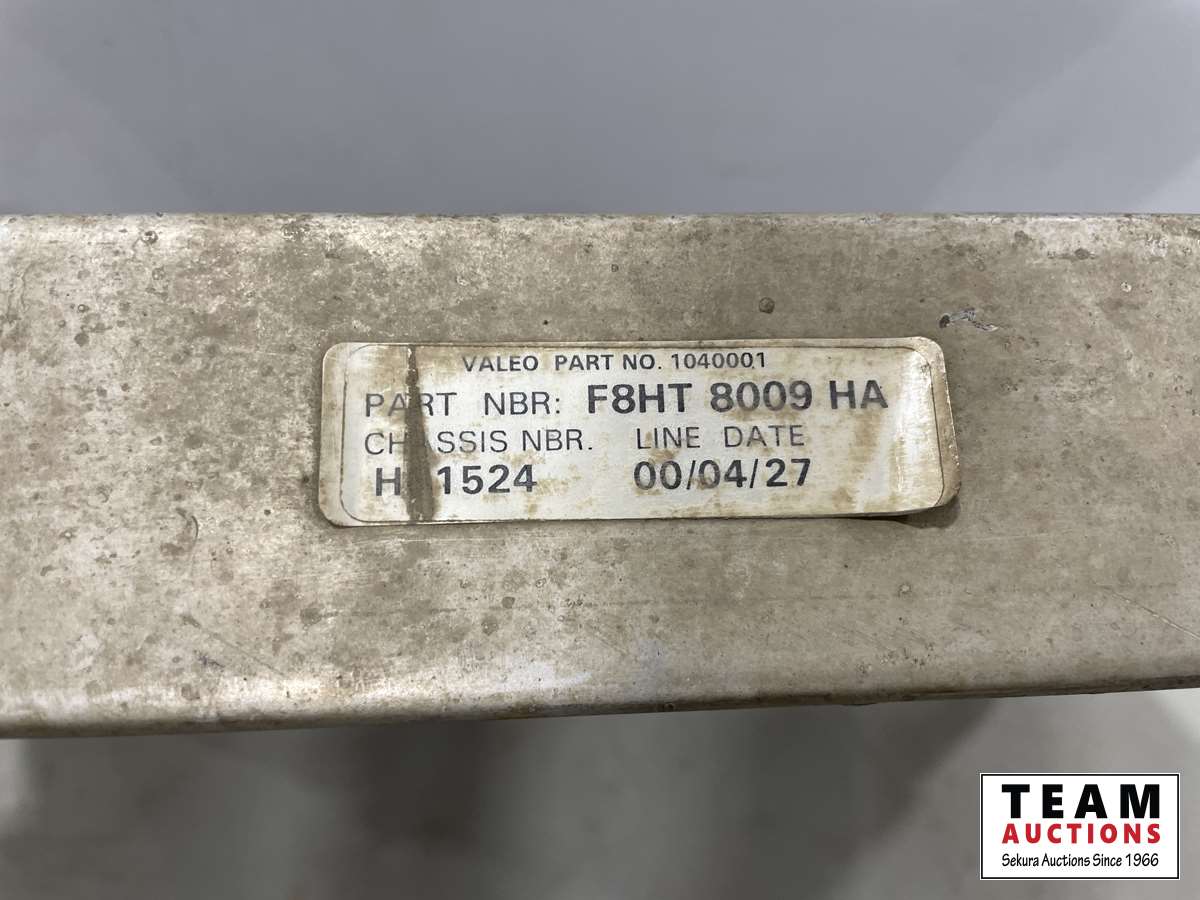 VALEO PART NO. 1040001
PART NBR: F8HT 8009 HA
CHASSIS NBR. LINE DATE
H 1524 00/04/27
TEAM
AUCTIONS
Sekura Auctions Since 1966